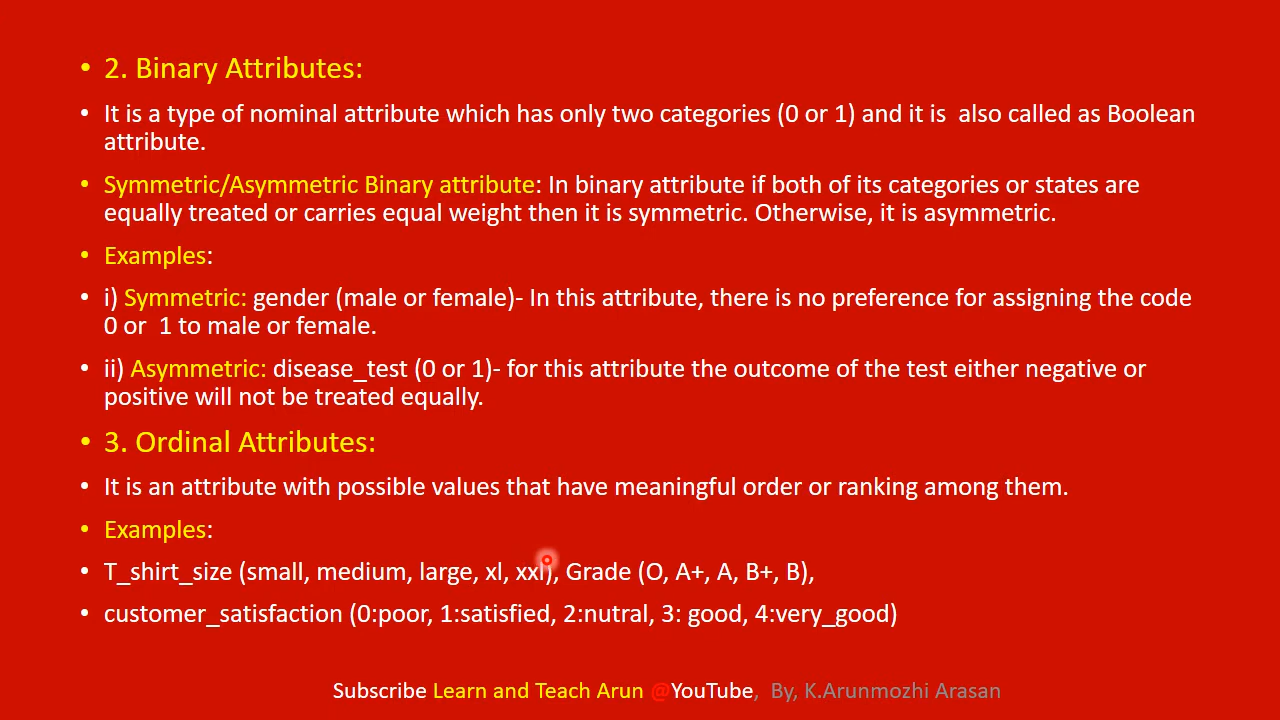 • 2. Binary Attributes:
• It is a type of nominal attribute which has only two categories (0 or 1) and it is  also called as Boolean
attribute.
• Symmetric/Asymmetric Binary attribute: In binary attribute if both of its categories or states are
equally treated or carries equal weight then it is symmetric. Otherwise, it is asymmetric.
• Examples:
• i) Symmetric: gender (male or female)- In this attribute, there is no preference for assigning the code
0 or  1 to male or female.
• ii) Asymmetric: disease_test (0 or 1)- for this attribute the outcome of the test either negative or
positive will not be treated equally.
• 3. Ordinal Attributes:
• It is an attribute with possible values that have meaningful order or ranking among them.
• Examples:
• T_shirt_size (small, medium, large, xl, xxl), Grade (O, A+, A, B+, B),
• customer_satisfaction (0:poor, 1:satisfied, 2:nutral, 3: good, 4:very_good)
Subscribe Learn and Teach Arun @YouTube,  By, K.Arunmozhi Arasan